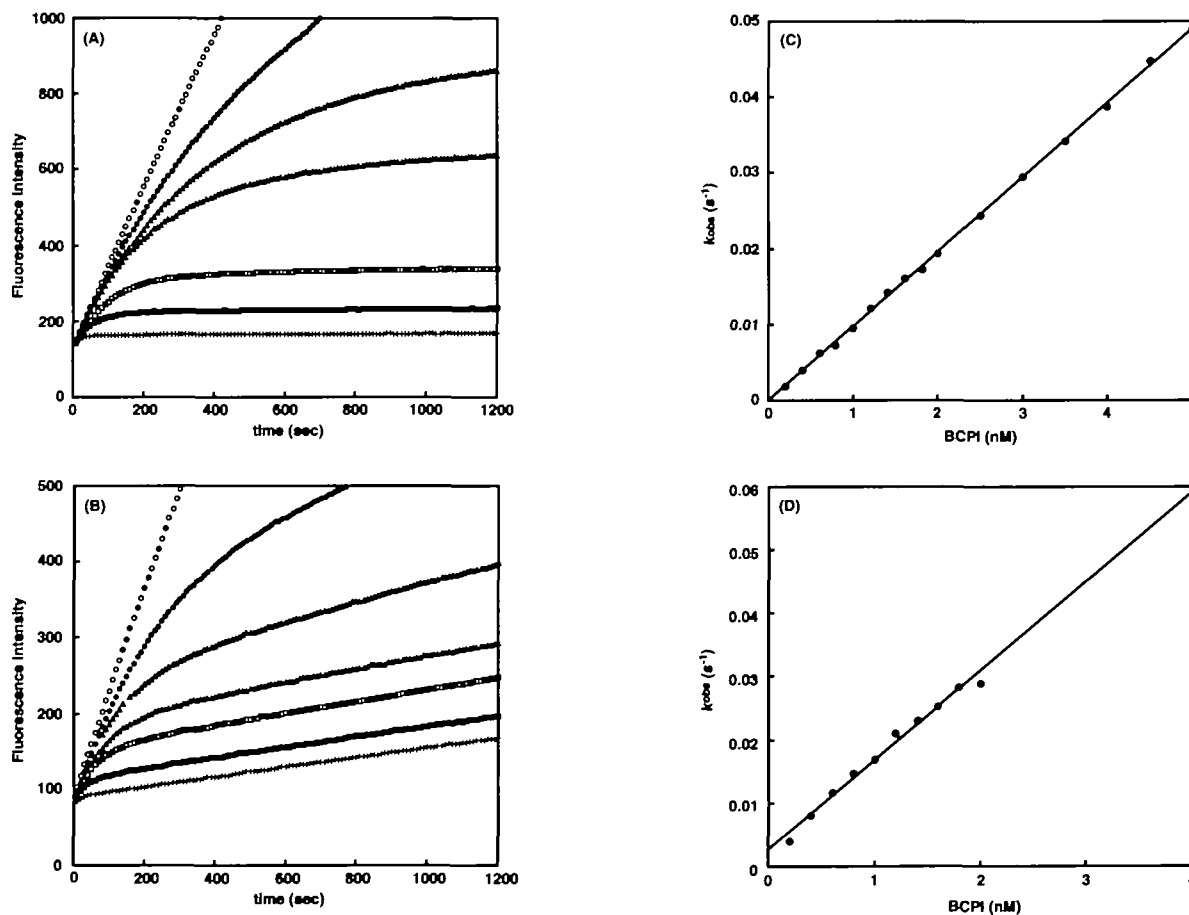 (A)
1000
800
600
400
200
0
Fluorescence Intensity
0 200 400 600 800 1000 1200
time (sec)
(C)
0.05
0.04
0.03
0.02
0.01
0
kobs (s-1)
0 1 2 3 4
BCPI (nM)
(B)
500
400
300
200
100
0
Fluorescence Intensity
0 200 400 600 800 1000 1200
time (sec)
(D)
0.06
0.05
0.04
0.03
0.02
0.01
0
kobs (s-1)
0 1 2 3 4
BCPI (nM)